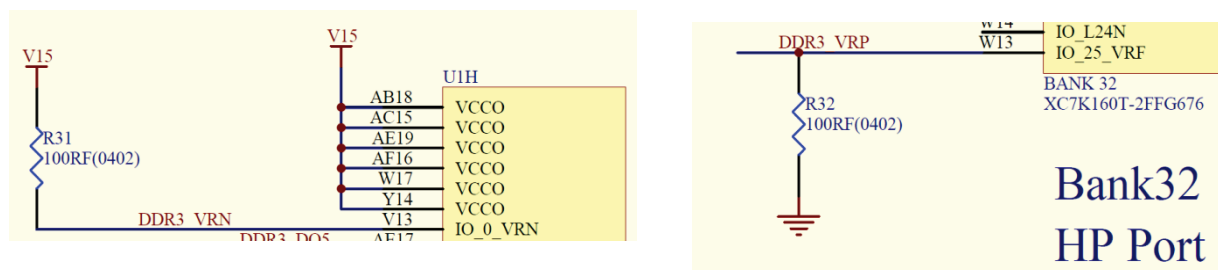 V15
V15
U1H
AB18 VCCO
AC15 VCCO
AE19 VCCO
AF16 VCCO
W17 VCCO
Y14 VCCO
V13 IO_0_VRN
R31
100RF(0402)
DDR3_VRN
DDR3_DQ5
AF17
W14 IO_L24N
DDR3_VRP W13 IO_25_VRF
BANK 32
XC7K160T-2FFG676
R32
100RF(0402)
Bank32
HP Port